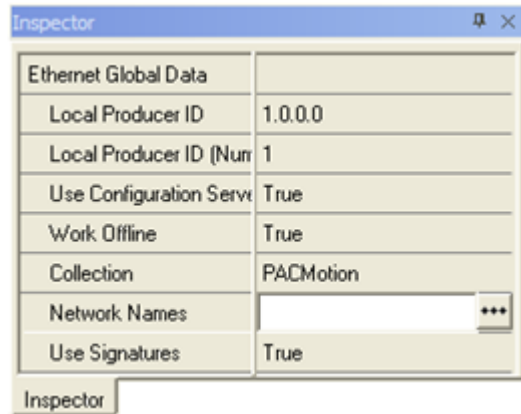 Inspector
Ethernet Global Data
Local Producer ID 1.0.0.0
Local Producer ID (Num 1
Use Configuration Serve True
Work Offline True
Collection PACMotion
Network Names
Use Signatures True
Inspector